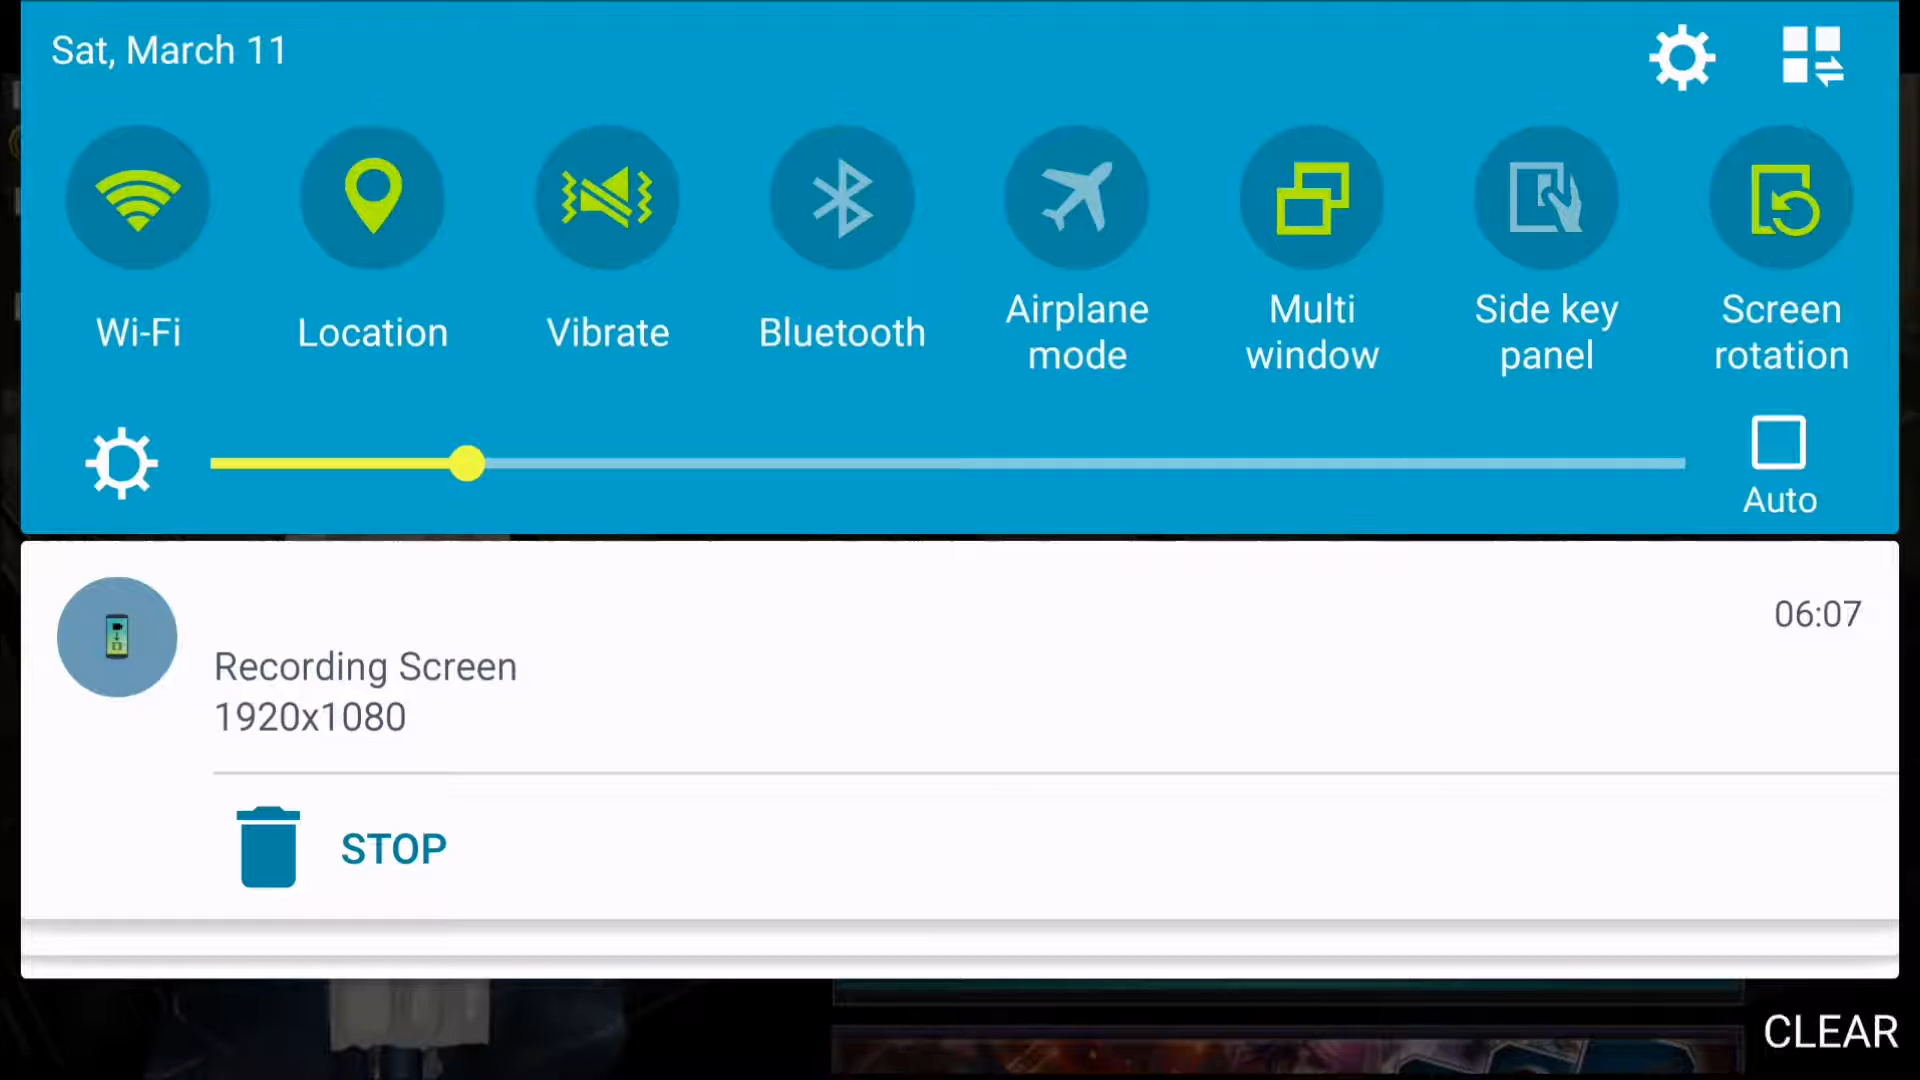 Sat, March 11
Wi-Fi
Location
Vibrate
Bluetooth
Airplane
mode
Multi
window
Side key
panel
Screen
rotation
Auto
06:07
Recording Screen
1920x1080
STOP
CLEAR